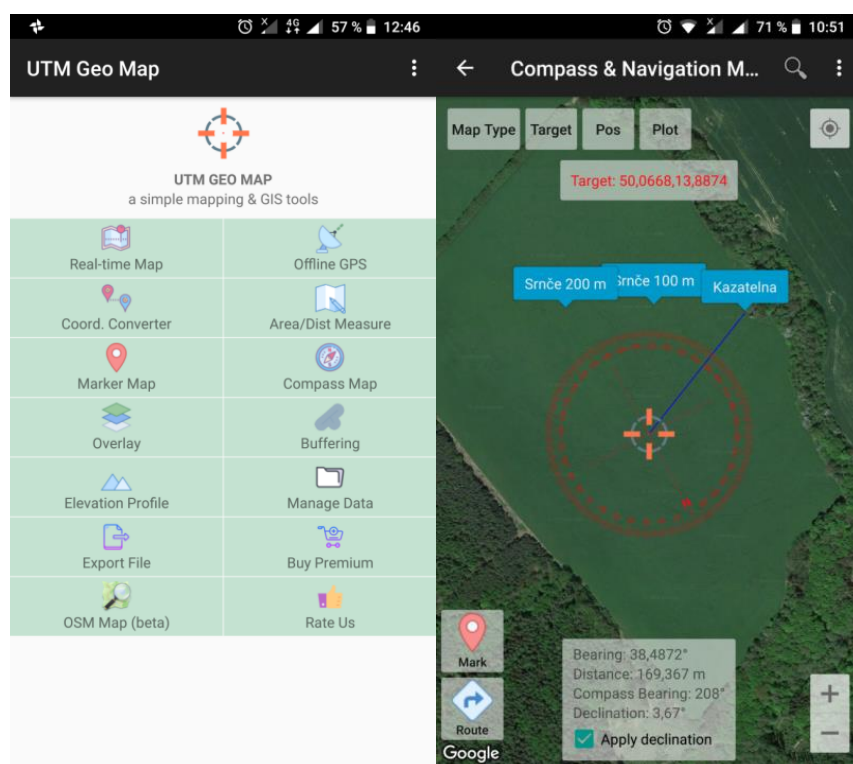 4G 57 % 12:46
UTM Geo Map
UTM GEO MAP
a simple mapping & GIS tools
Real-time Map
Offline GPS
Coord. Converter
Area/Dist Measure
Marker Map
Compass Map
Overlay
Buffering
Elevation Profile
Manage Data
Export File
Buy Premium
OSM Map (beta)
Rate Us
71 % 10:51
Compass & Navigation M...
Map Type
Target
Pos
Plot
Target: 50,0668,13,8874
Srnče 200 m
Srnče 100 m
Kazatelna
Mark
Route
Google
Bearing: 38,4872°
Distance: 169,367 m
Compass Bearing: 208°
Declination: 3,67°
Apply declination